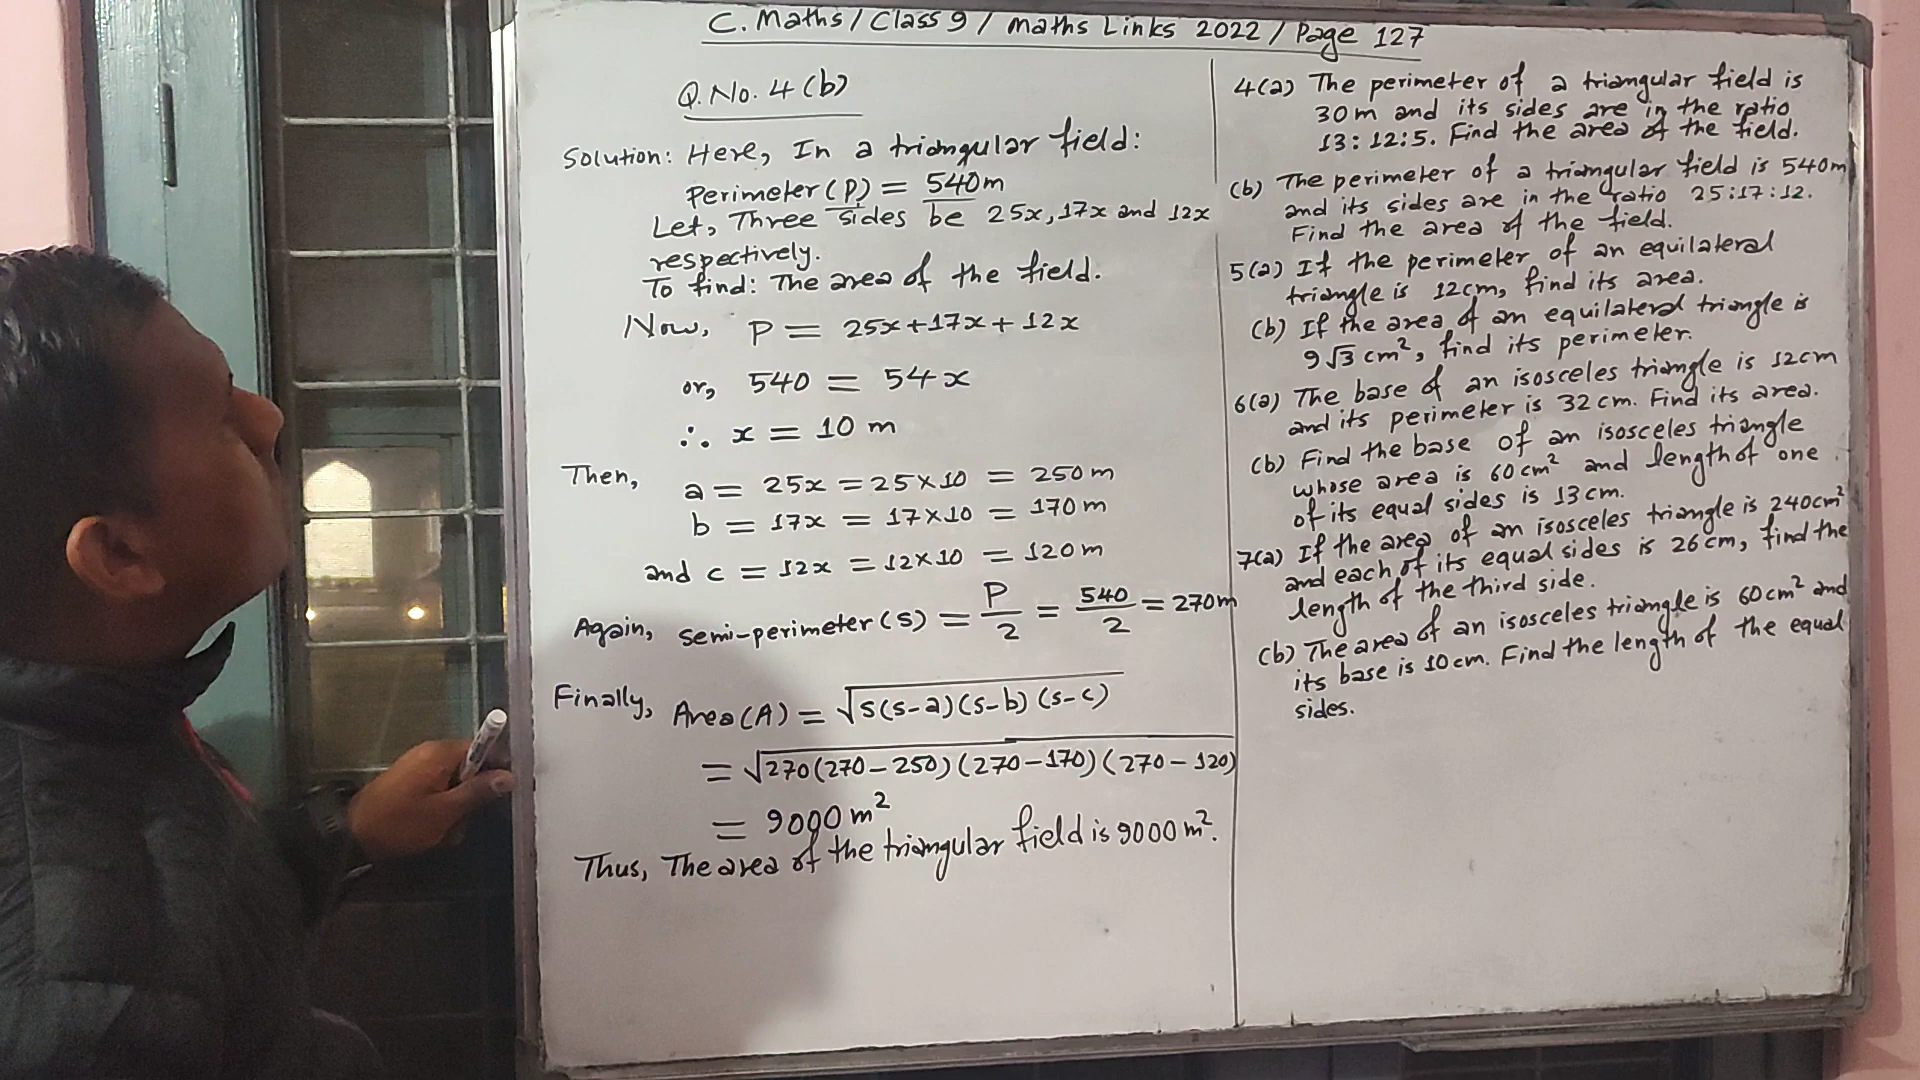 C. Maths / Class 9 / Maths Links 2022 / Page 127
Q. No. 4 (b)
Solution: Here, In a triangular field:
Perimeter (P) = 540m
Let, Three sides be 25x, 17x and 12x
respectively.
To find: The area of the field.
Now, P = 25x + 17x + 12x
or, 540 = 54x
∴ x = 10 m
Then,
a = 25x = 25×10 = 250 m
b = 17x = 17×10 = 170 m
and c = 12x = 12×10 = 120 m
Again, Semi-perimeter (s) = P/2 = 540/2 = 270m
Finally, Area (A) = √s(s-a)(s-b)(s-c)
= √270(270-250)(270-170)(270-120)
= 9000 m²
Thus, The area of the triangular field is 9000 m².
4(a) The perimeter of a triangular field is
30m and its sides are in the ratio
13:12:5. Find the area of the field.
(b) The perimeter of a triangular field is 540m
and its sides are in the ratio 25:17:12.
Find the area of the field.
5(a) If the perimeter of an equilateral
triangle is 12cm, find its area.
(b) If the area of an equilateral triangle is
9√3 cm², find its perimeter.
6(a) The base of an isosceles triangle is 12cm
and its perimeter is 32cm. Find its area.
(b) Find the base of an isosceles triangle
whose area is 60cm² and length of one
of its equal sides is 13cm.
7(a) If the area of an isosceles triangle is 240cm²
and each of its equal sides is 26cm, find the
length of the third side.
(b) The area of an isosceles triangle is 60cm² and
its base is 10cm. Find the length of the equal
sides.